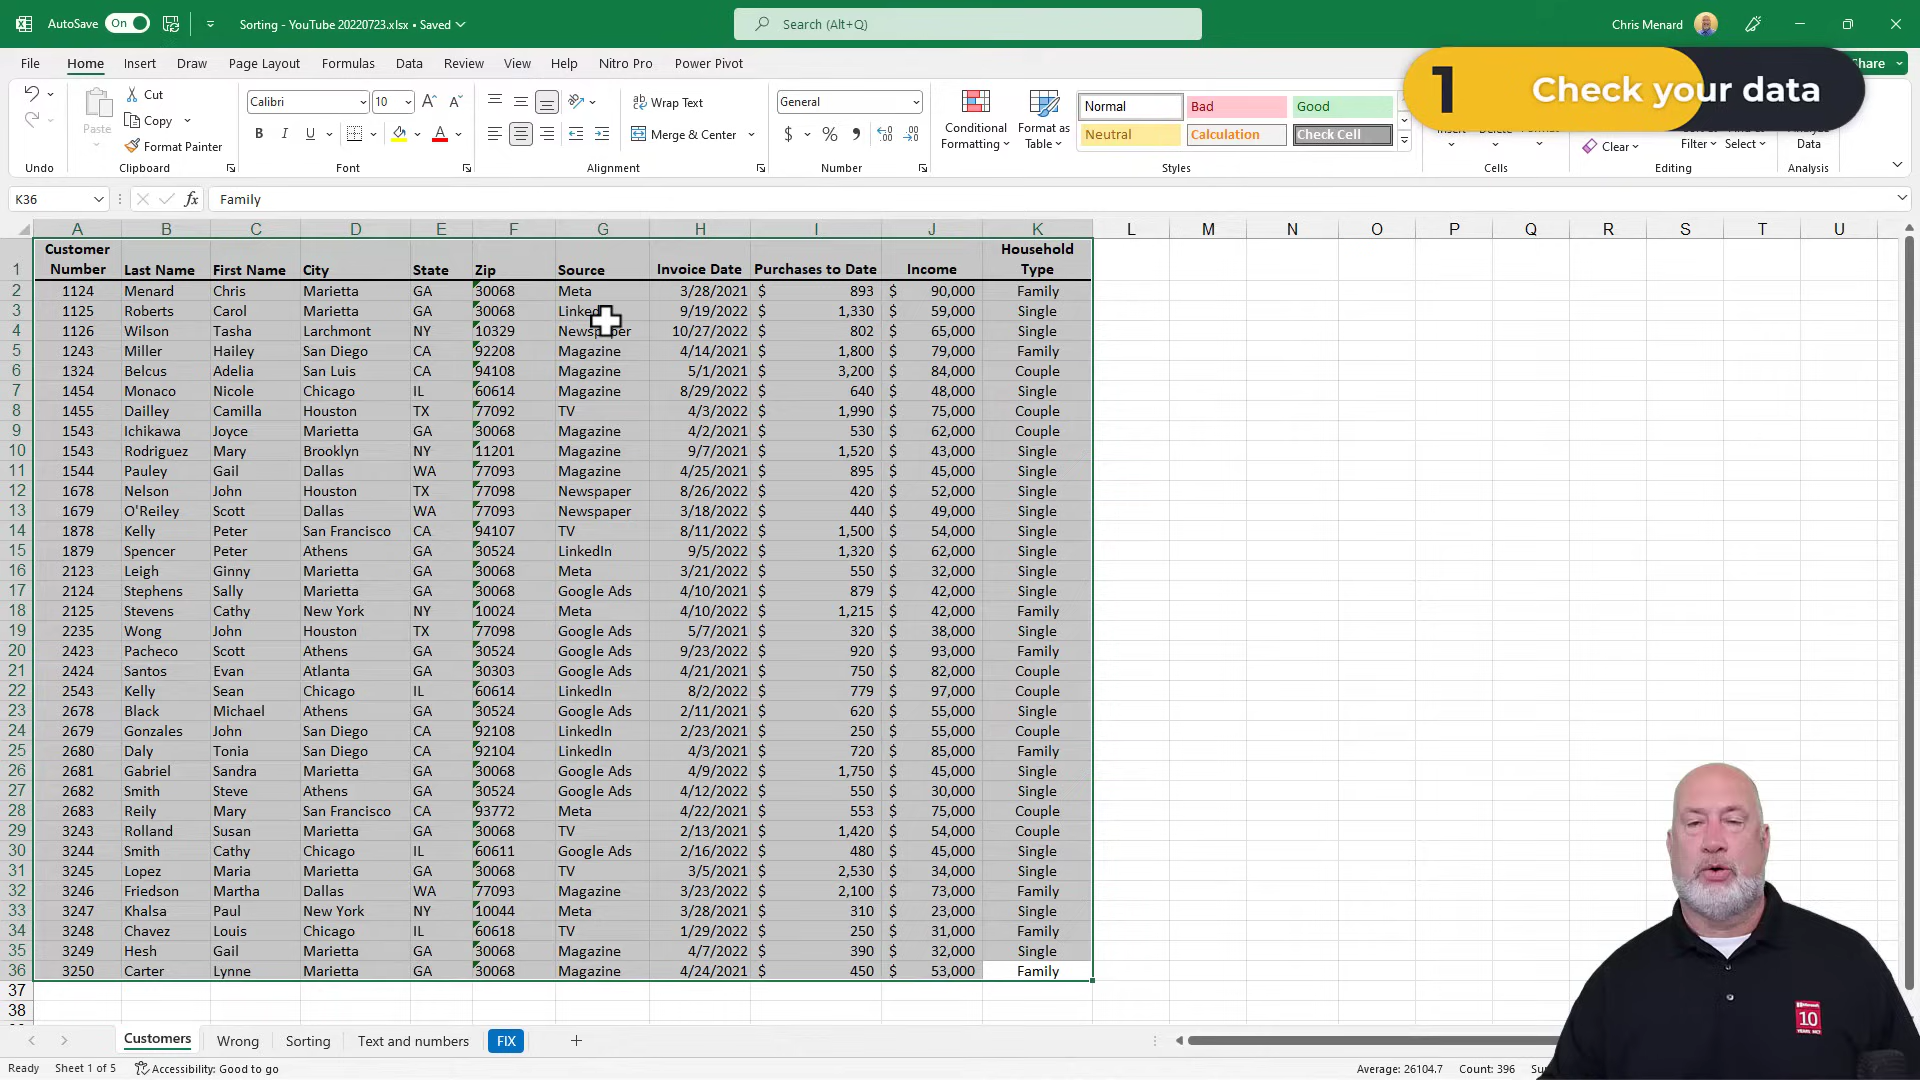 AutoSave On Sorting - YouTube 20220723.xlsx • Saved Search (Alt+Q) Chris Menard
File Home Insert Draw Page Layout Formulas Data Review View Help Nitro Pro Power Pivot Share
1 Check your data
Paste Cut Copy Format Painter
Calibri 10 B I U A
Wrap Text Merge & Center
General $ %
Conditional Formatting Format as Table
Normal Bad Good
Neutral Calculation Check Cell
Clear Filter Select Data
Undo Clipboard Font Alignment Number Styles Cells Editing Analysis
K36 fx Family
A B C D E F G H I J K L M N O P Q R S T U
1 Customer Number Last Name First Name City State Zip Source Invoice Date Purchases to Date Income Household Type
2 1124 Menard Chris Marietta GA 30068 Meta 3/28/2021 $ 893 $ 90,000 Family
3 1125 Roberts Carol Marietta GA 30068 9/19/2022 $ 1,330 $ 59,000 Single
4 1126 Wilson Tasha Larchmont NY 10329 Newspaper 10/27/2022 $ 802 $ 65,000 Single
5 1243 Miller Hailey San Diego CA 92208 Magazine 4/14/2021 $ 1,800 $ 79,000 Family
6 1324 Belcus Adelia San Luis CA 94108 Magazine 5/1/2021 $ 3,200 $ 84,000 Couple
7 1454 Monaco Nicole Chicago IL 60614 Magazine 8/29/2022 $ 640 $ 48,000 Single
8 1455 Dailley Camilla Houston TX 77092 TV 4/3/2022 $ 1,990 $ 75,000 Couple
9 1543 Ichikawa Joyce Marietta GA 30068 Magazine 4/2/2021 $ 530 $ 62,000 Couple
10 1543 Rodriguez Mary Brooklyn NY 11201 Magazine 9/7/2021 $ 1,520 $ 43,000 Single
11 1544 Pauley Gail Dallas WA 77093 Magazine 4/25/2021 $ 895 $ 45,000 Single
12 1678 Nelson John Houston TX 77098 Newspaper 8/26/2022 $ 420 $ 52,000 Single
13 1679 O'Reiley Scott Dallas WA 77093 Newspaper 3/18/2022 $ 440 $ 49,000 Single
14 1878 Kelly Peter San Francisco CA 94107 TV 8/11/2022 $ 1,500 $ 54,000 Single
15 1879 Spencer Peter Athens GA 30524 LinkedIn 9/5/2022 $ 1,320 $ 62,000 Single
16 2123 Leigh Ginny Marietta GA 30068 Meta 3/21/2022 $ 550 $ 32,000 Single
17 2124 Stephens Sally Marietta GA 30068 Google Ads 4/10/2021 $ 879 $ 42,000 Single
18 2125 Stevens Cathy New York NY 10024 Meta 4/10/2022 $ 1,215 $ 42,000 Family
19 2235 Wong John Houston TX 77098 Google Ads 5/7/2021 $ 320 $ 38,000 Single
20 2423 Pacheco Scott Athens GA 30524 Google Ads 9/23/2022 $ 920 $ 93,000 Family
21 2424 Santos Evan Atlanta GA 30303 Google Ads 4/21/2021 $ 750 $ 82,000 Couple
22 2543 Kelly Sean Chicago IL 60614 LinkedIn 8/2/2022 $ 779 $ 97,000 Couple
23 2678 Black Michael Athens GA 30524 Google Ads 2/11/2021 $ 620 $ 55,000 Single
24 2679 Gonzales John San Diego CA 92108 LinkedIn 2/23/2021 $ 250 $ 55,000 Couple
25 2680 Daly Tonia San Diego CA 92104 LinkedIn 4/3/2021 $ 720 $ 85,000 Family
26 2681 Gabriel Sandra Marietta GA 30068 Google Ads 4/9/2022 $ 1,750 $ 45,000 Single
27 2682 Smith Steve Athens GA 30524 Google Ads 4/12/2022 $ 550 $ 30,000 Single
28 2683 Reily Mary San Francisco CA 93772 Meta 4/22/2021 $ 553 $ 75,000 Couple
29 3243 Rolland Susan Marietta GA 30068 TV 2/13/2021 $ 1,420 $ 54,000 Couple
30 3244 Smith Cathy Chicago IL 60611 Google Ads 2/16/2022 $ 480 $ 45,000 Single
31 3245 Lopez Maria Marietta GA 30068 TV 3/5/2021 $ 2,530 $ 34,000 Single
32 3246 Friedson Martha Dallas WA 77093 Magazine 3/23/2022 $ 2,100 $ 73,000 Family
33 3247 Khalsa Paul New York NY 10044 Meta 3/28/2021 $ 310 $ 23,000 Single
34 3248 Chavez Louis Chicago IL 60618 TV 1/29/2022 $ 250 $ 31,000 Family
35 3249 Hesh Gail Marietta GA 30068 Magazine 4/7/2022 $ 390 $ 32,000 Single
36 3250 Carter Lynne Marietta GA 30068 Magazine 4/24/2021 $ 450 $ 53,000 Family
37
38
10
Customers Wrong Sorting Text and numbers FIX
Ready Sheet 1 of 5 Accessibility: Good to go Average: 26104.7 Count: 396